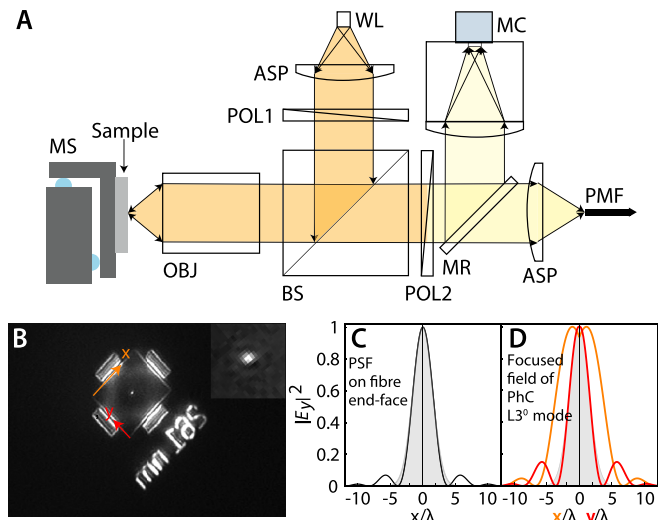 A
WL
MC
ASP
POL1
Sample
MS
PMF
OBJ
BS
POL2
MR
ASP
B
x
y
C
PSF
on fibre
end-face
D
Focused
field of
PhC
L3⁰ mode
|Ey|²
1
0.8
0.6
0.4
0.2
0
-10 -5 0 5 10
-10 -5 0 5 10
x/λ
x/λ y/λ